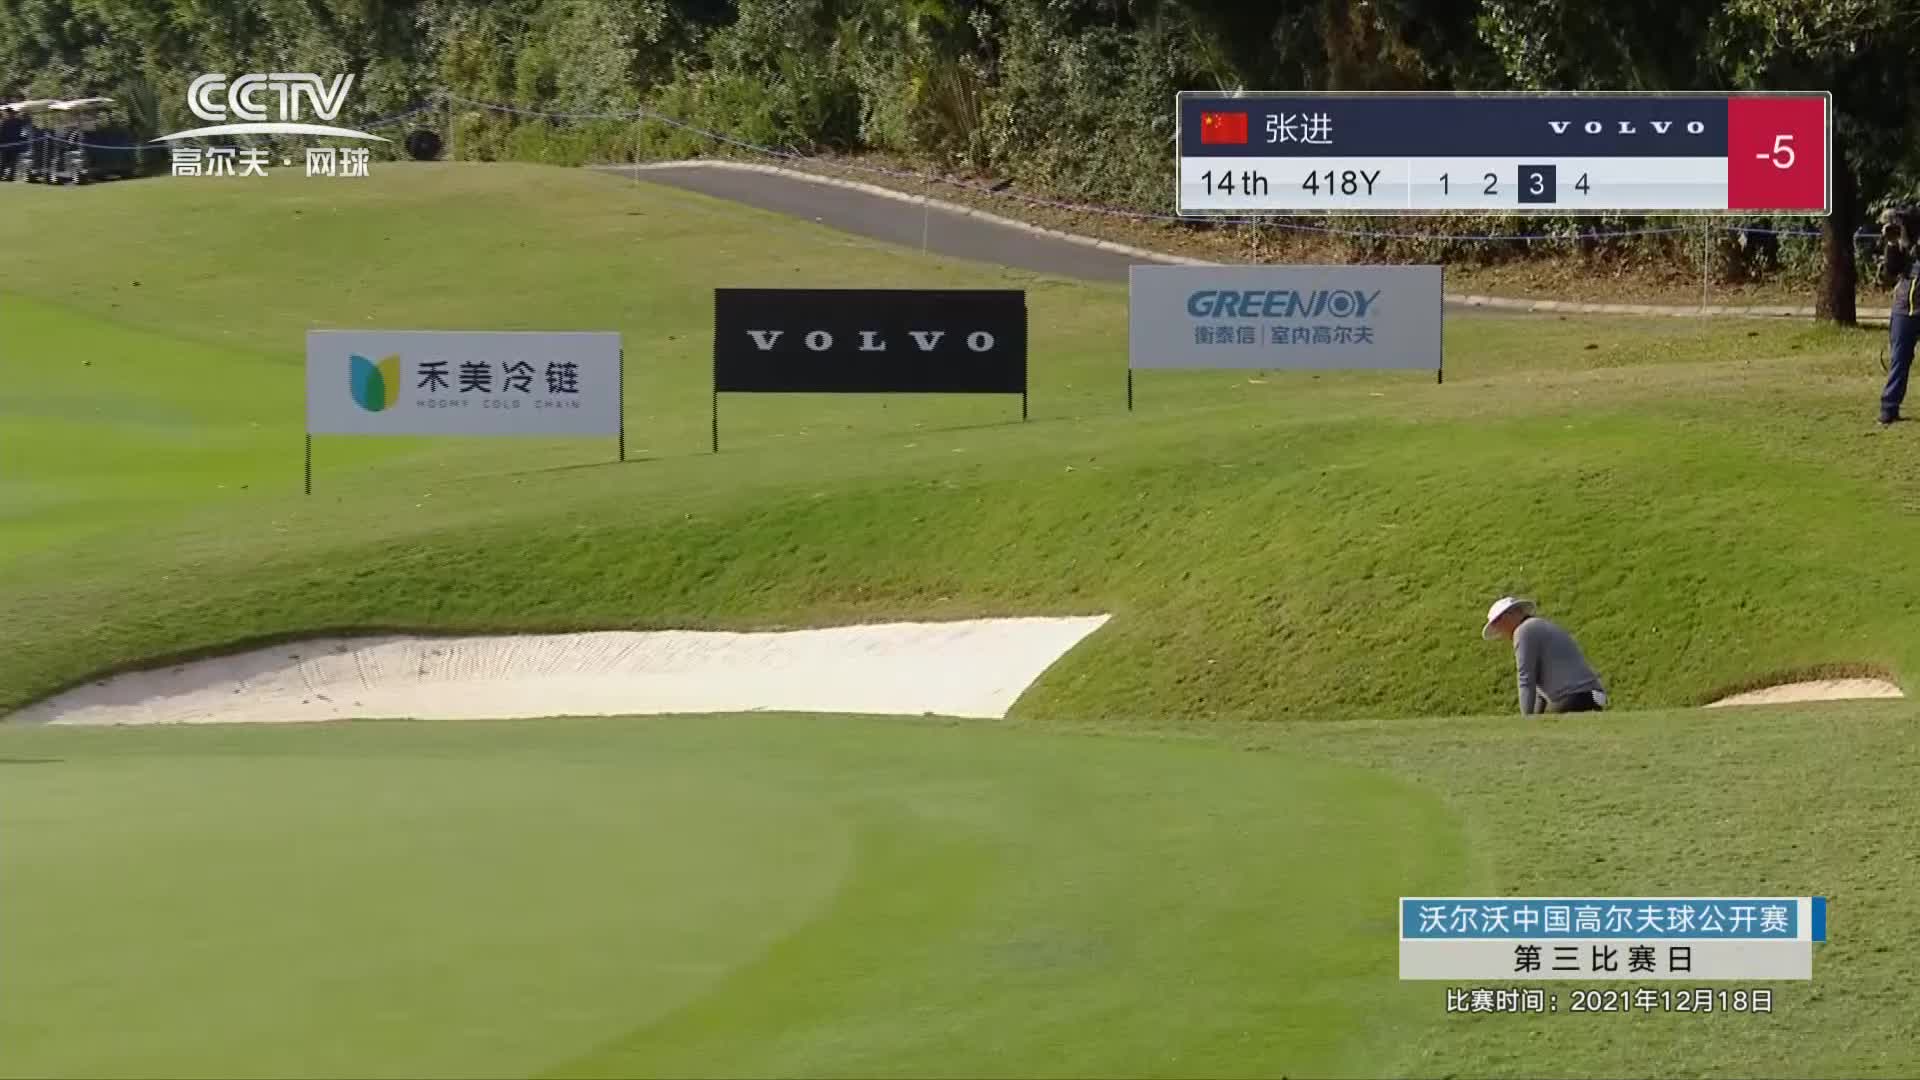 CCTV
高尔夫·网球
张进 VOLVO
-5
14th 418Y 1 2 3 4
GREENJOY
衡泰信 | 室内高尔夫
VOLVO
禾美冷链
HOOMY COLD CHAIN
沃尔沃中国高尔夫球公开赛
第三比赛日
比赛时间：2021年12月18日